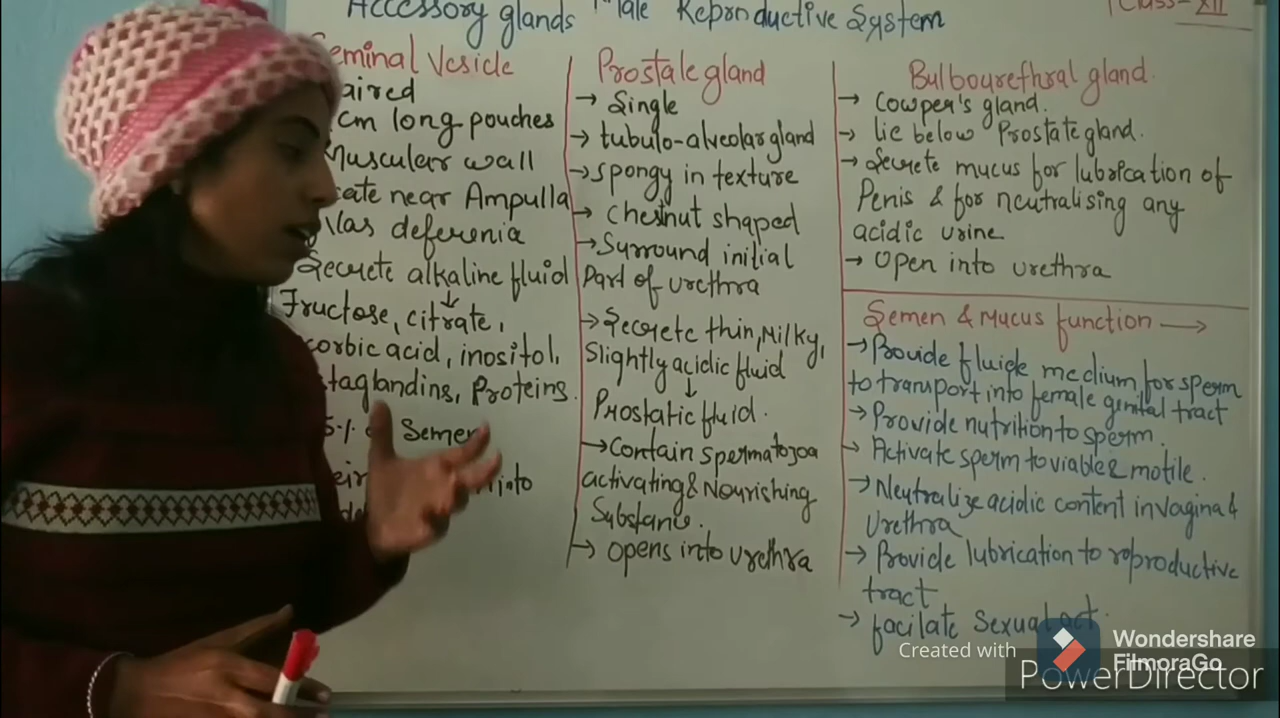 Accessory glands Male Reproductive System
Class-XII
Seminal Vesicle
aired
cm long pouches
Muscular wall
cate near Ampulla
Vas deferenia
Secrete alkaline fluid
↓
Fructose, citrate,
corbic acid, inositol,
taglandins, Proteins.
5% of Semen
into
Prostate gland
→ Single
→ tubulo-alveolar gland
→ spongy in texture
→ Chestnut shaped
→ Surround initial
Part of urethra
→ Secrete thin, Milky,
Slightly acidic fluid
↓
Prostatic fluid.
→ Contain spermatozoa
activating & Nourishing
Substance.
→ Opens into urethra
Bulbourethral gland.
→ Cowper's gland.
→ lie below Prostate gland.
→ Secrete mucus for lubrication of
Penis & for neutralising any
acidic urine
→ Open into urethra
Semen & Mucus function →
→ Provide fluide medium for sperm
to transport into female genital tract
→ Provide nutrition to sperm.
→ Activate sperm to viable & motile.
→ Neutralize acidic content in vagina &
Urethra
→ Provide lubrication to reproductive
tract
→ facilate Sexual act.
Created with
Wondershare
FilmoraGo
PowerDirector